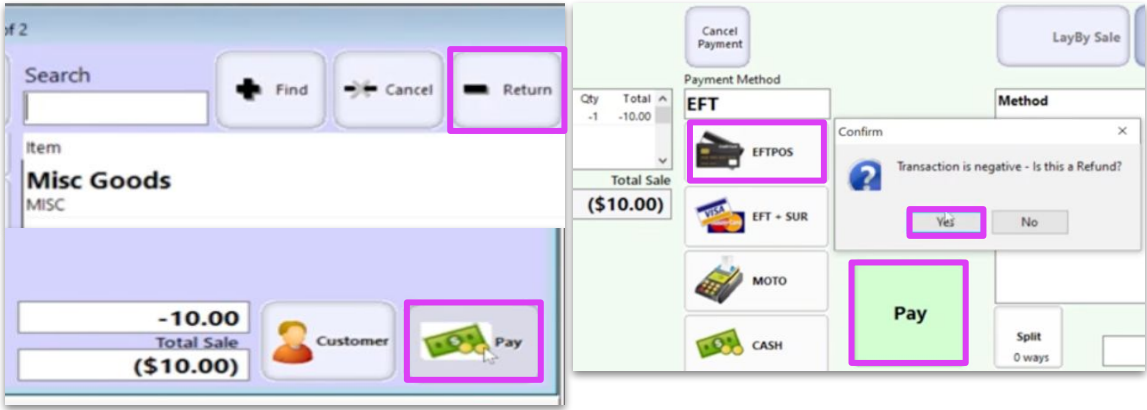 of 2
Search
Find
Cancel
Return
Item
Misc Goods
MISC
-10.00
Total Sale
($10.00)
Customer
Pay
Cancel
Payment
LayBy Sale
Payment Method
Qty Total
-1 -10.00
EFT
Method
EFTPOS
Confirm
Transaction is negative - Is this a Refund?
Yes
No
Total Sale
($10.00)
VISA
EFT + SUR
MOTO
CASH
Pay
Split
0 ways